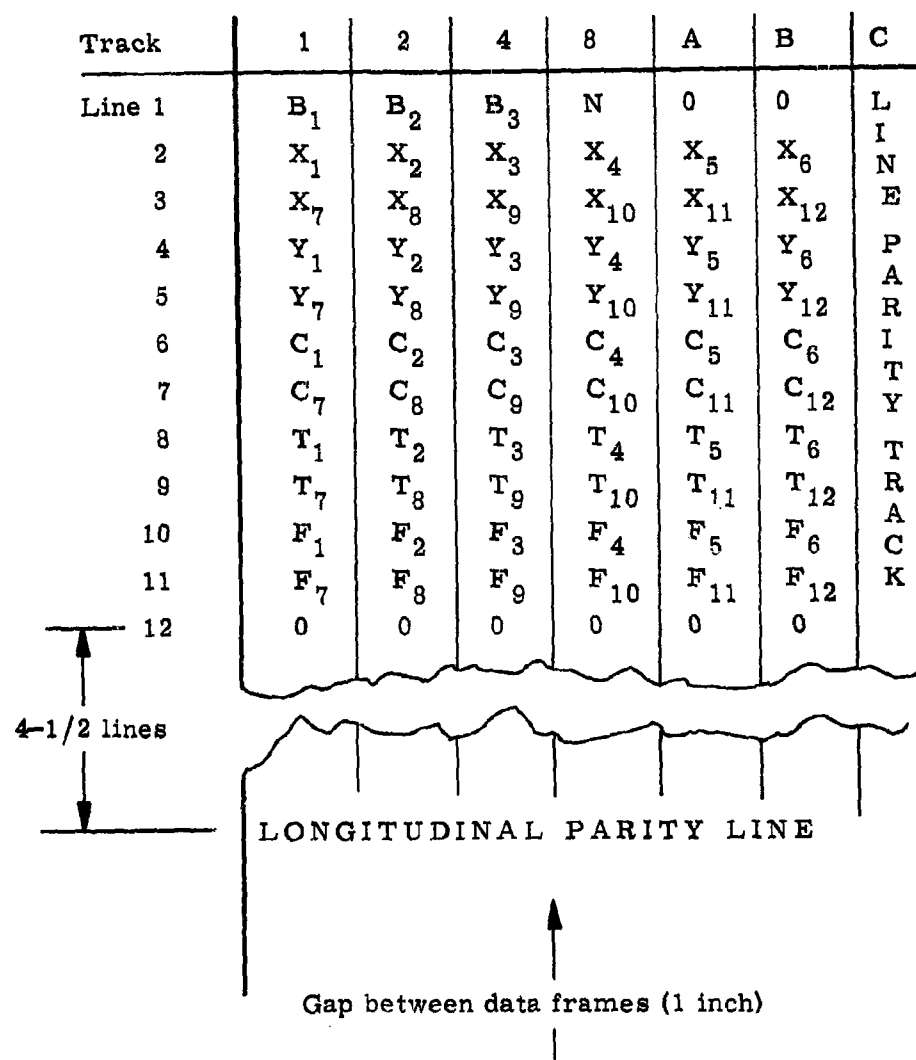 Track 1 2 4 8 A B C
Line 1 B₁ B₂ B₃ N 0 0
2 X₁ X₂ X₃ X₄ X₅ X₆
3 X₇ X₈ X₉ X₁₀ X₁₁ X₁₂
4 Y₁ Y₂ Y₃ Y₄ Y₅ Y₆
5 Y₇ Y₈ Y₉ Y₁₀ Y₁₁ Y₁₂
6 C₁ C₂ C₃ C₄ C₅ C₆
7 C₇ C₈ C₉ C₁₀ C₁₁ C₁₂
8 T₁ T₂ T₃ T₄ T₅ T₆
9 T₇ T₈ T₉ T₁₀ T₁₁ T₁₂
10 F₁ F₂ F₃ F₄ F₅ F₆
11 F₇ F₈ F₉ F₁₀ F₁₁ F₁₂
12 0 0 0 0 0 0
LINE PARITY TRACK
4-1/2 lines
LONGITUDINAL PARITY LINE
Gap between data frames (1 inch)